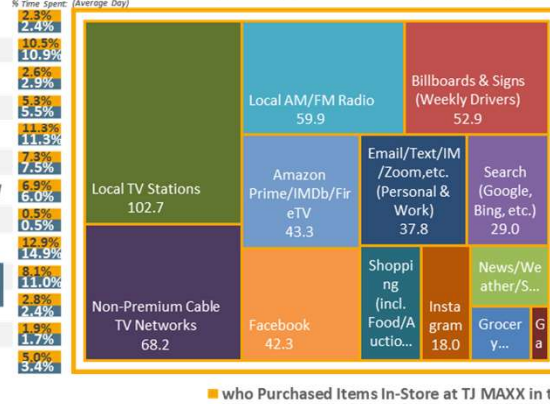 % Time Spent: (Average Day)
2.3%
2.4%
10.5%
10.9%
2.6%
2.9%
5.3%
5.5%
11.3%
11.3%
7.3%
7.5%
6.9%
6.0%
0.5%
0.5%
12.9%
14.9%
8.1%
11.0%
2.8%
2.4%
1.9%
1.7%
5.0%
3.4%
Local TV Stations
102.7
Non-Premium Cable
TV Networks
68.2
Local AM/FM Radio
59.9
Billboards & Signs
(Weekly Drivers)
52.9
Amazon
Prime/IMDb/Fir
eTV
43.3
Email/Text/IM
/Zoom,etc.
(Personal &
Work)
37.8
Search
(Google,
Bing, etc.)
29.0
Facebook
42.3
Shoppi
ng
(incl.
Food/A
uctio...
Insta
gram
18.0
News/We
ather/S...
Grocer
y...
G
a
who Purchased Items In-Store at TJ MAXX in t